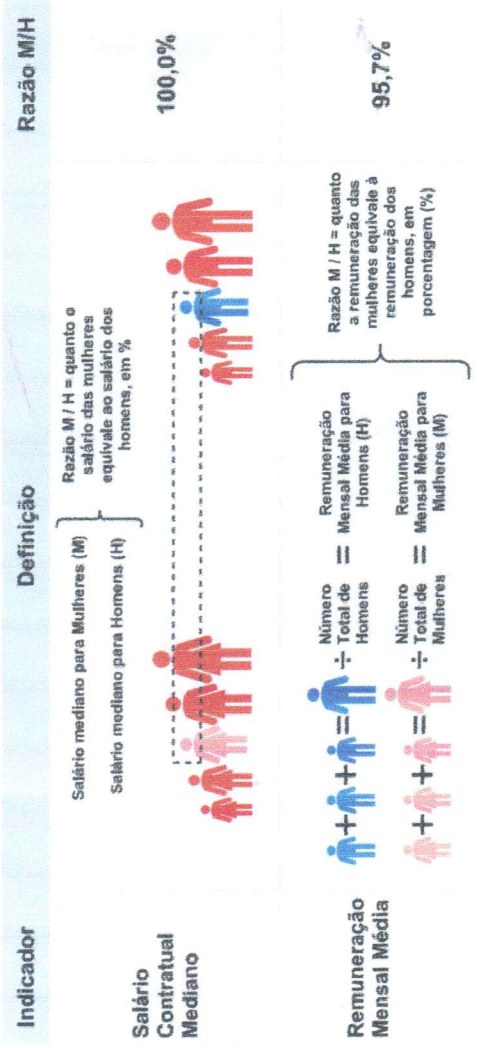 Indicador
Definição
Razão M/H
Salário
Contratual
Mediano
Salário mediano para Mulheres (M)
Salário mediano para Homens (H)
Razão M / H = quanto o
salário das mulheres
equivale ao salário dos
homens, em %
100,0%
Remuneração
Mensal Média
+ + = ÷
Número
Total de
Homens
=
Remuneração
Mensal Média para
Homens (H)
+ + = ÷
Número
Total de
Mulheres
=
Remuneração
Mensal Média para
Mulheres (M)
Razão M / H = quanto
a remuneração das
mulheres equivale à
remuneração dos
homens, em
porcentagem (%)
95,7%